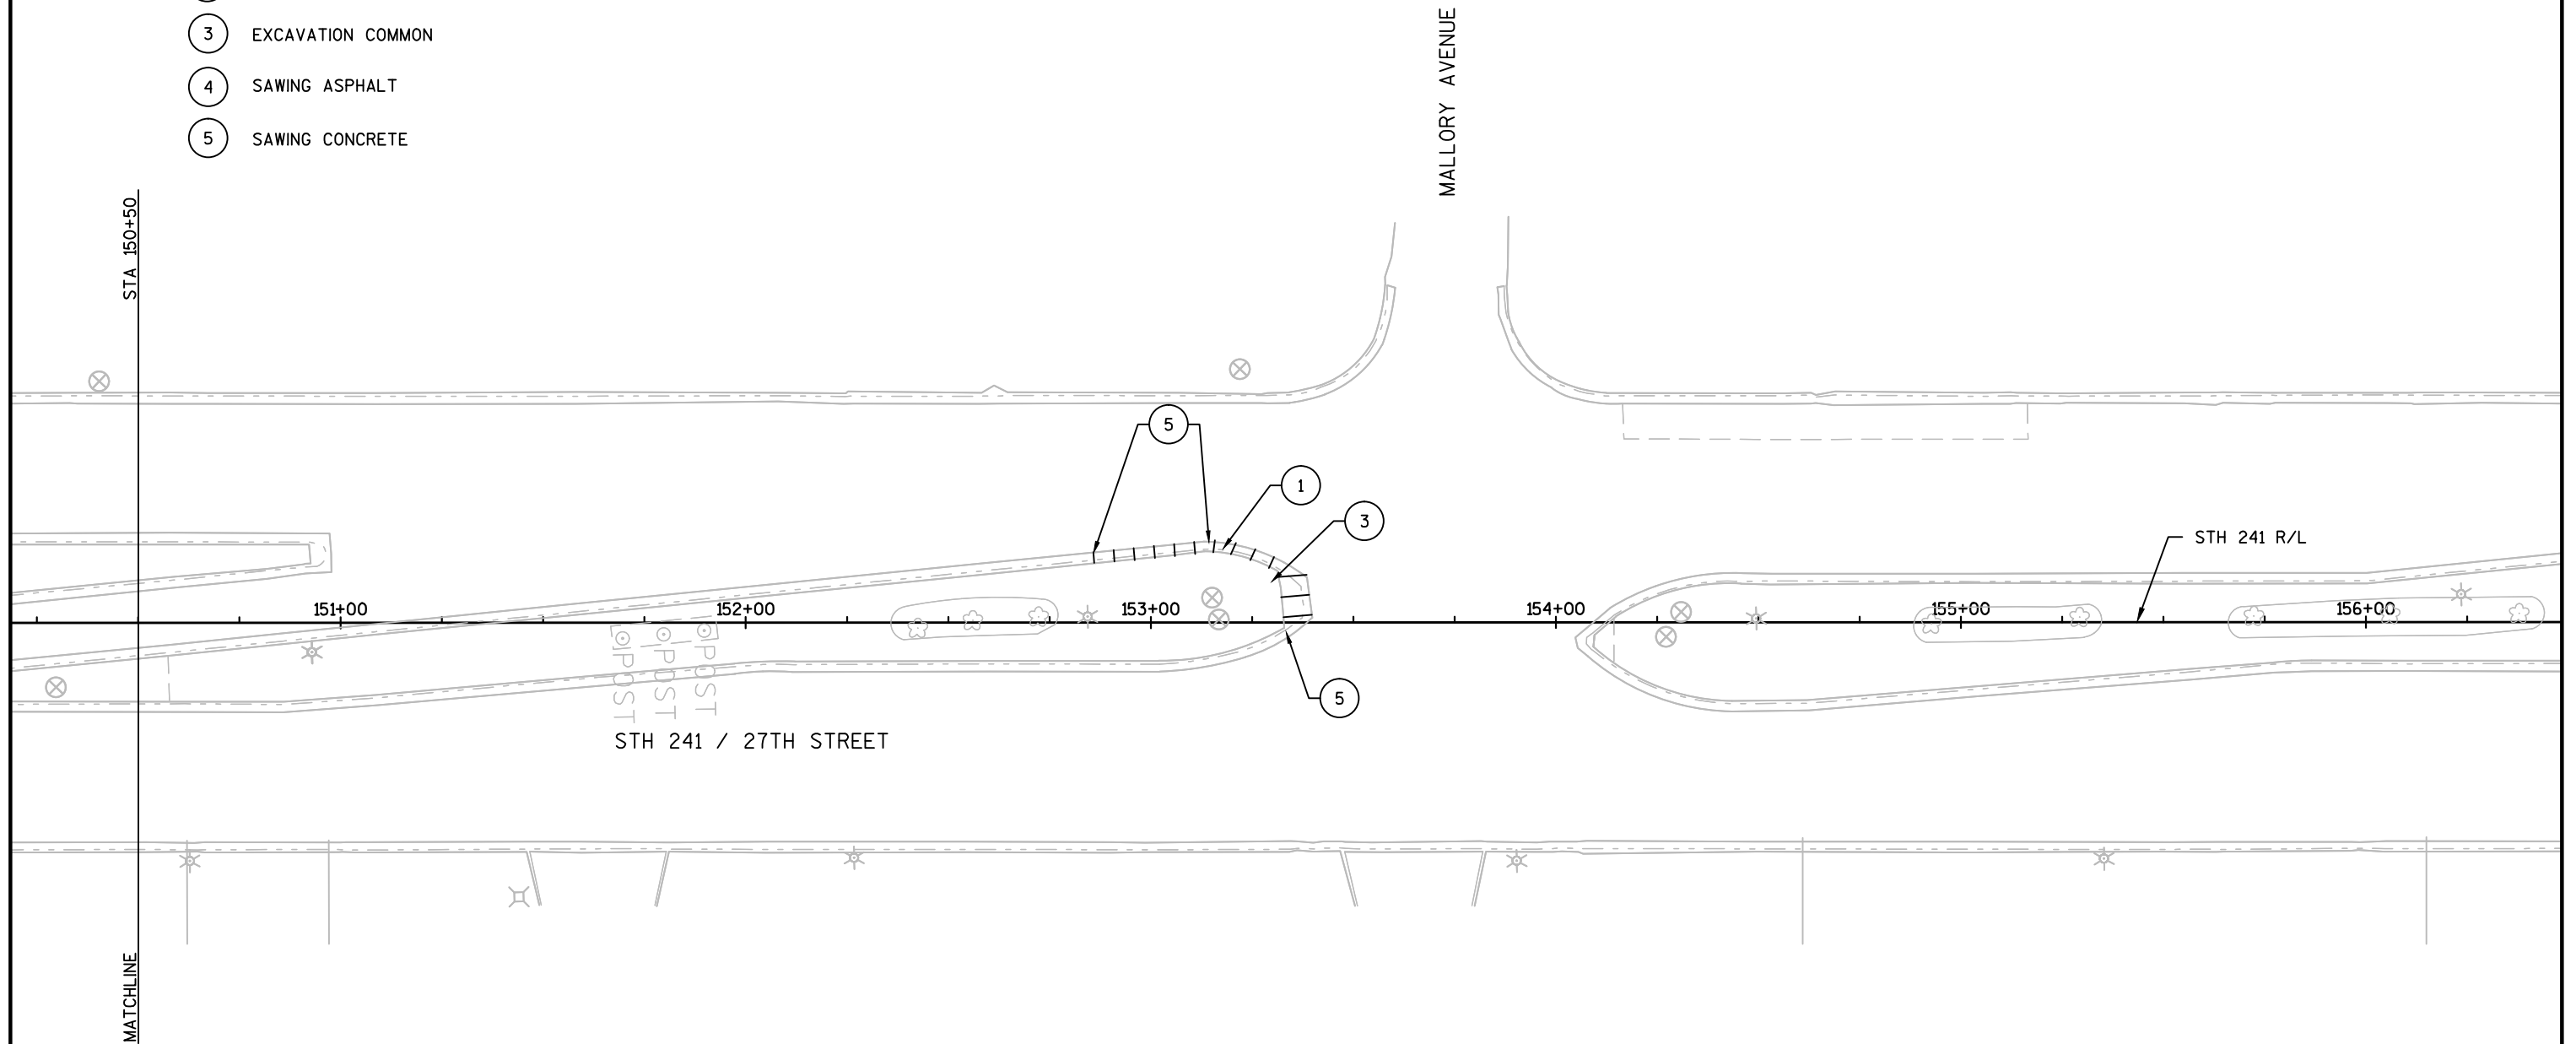 3 EXCAVATION COMMON
4 SAWING ASPHALT
5 SAWING CONCRETE
MALLORY AVENUE
STA 150+50
5
1
3
STH 241 R/L
151+00 152+00 153+00 154+00 155+00 156+00
POST
POST
POST
5
STH 241 / 27TH STREET
MATCHLINE